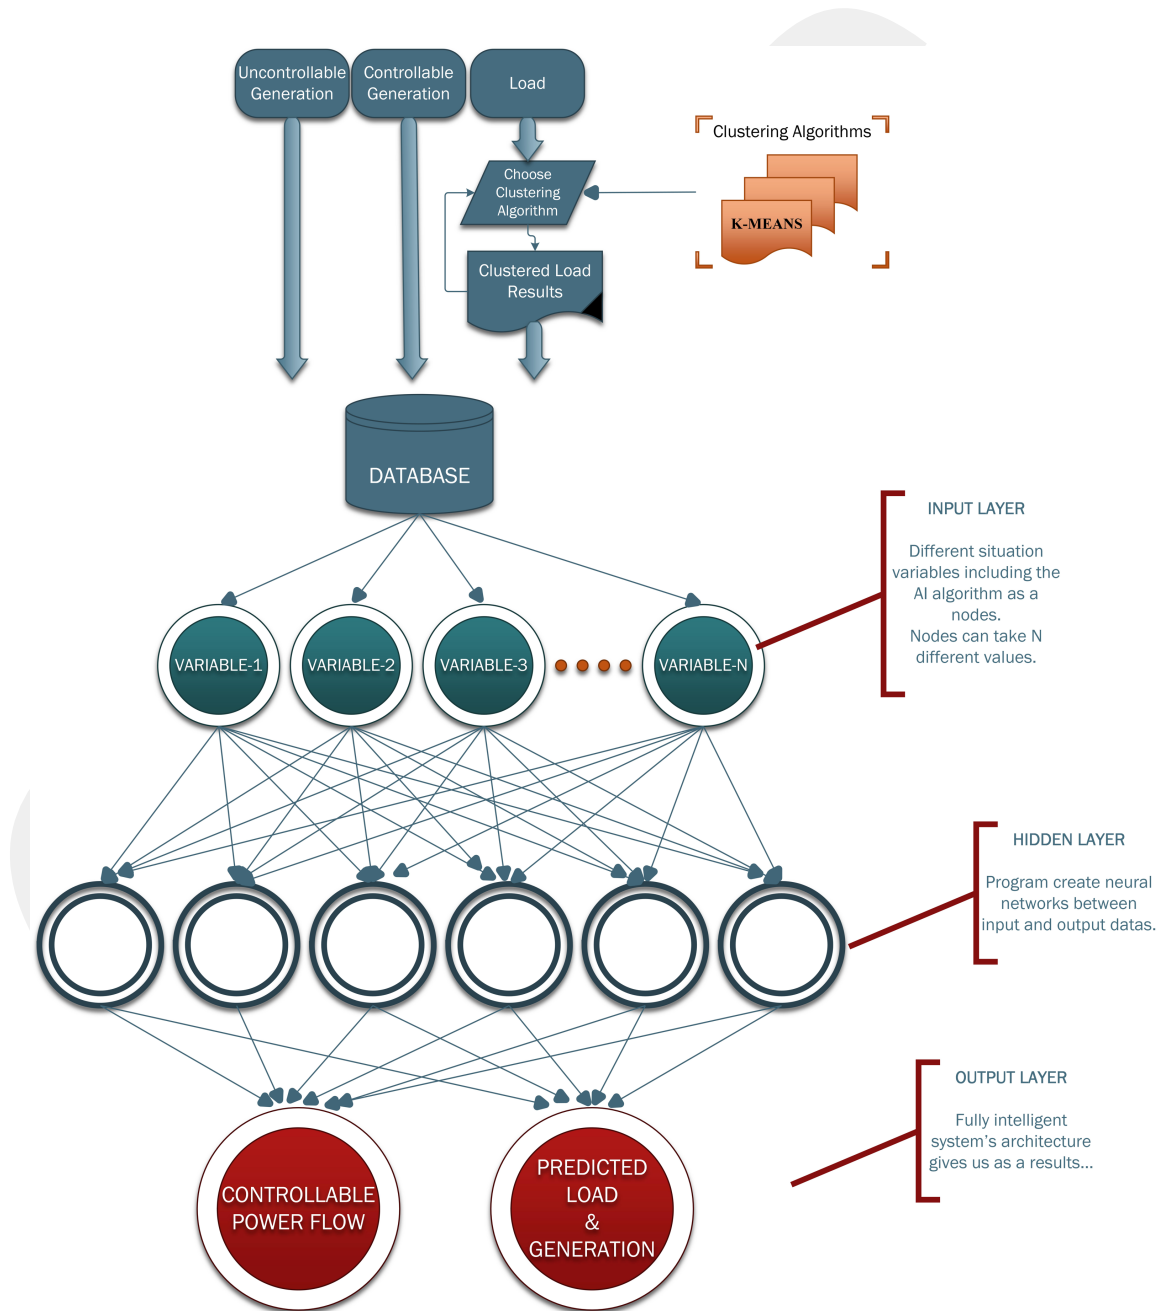 Uncontrollable
Generation
Controllable
Generation
Load
Clustering Algorithms
Choose
Clustering
Algorithm
K-MEANS
Clustered Load
Results
DATABASE
INPUT LAYER
Different situation
variables including the
AI algorithm as a
nodes.
Nodes can take N
different values.
VARIABLE-1
VARIABLE-2
VARIABLE-3
VARIABLE-N
HIDDEN LAYER
Program create neural
networks between
input and output datas.
OUTPUT LAYER
Fully intelligent
system's architecture
gives us as a results...
CONTROLLABLE
POWER FLOW
PREDICTED
LOAD
&
GENERATION